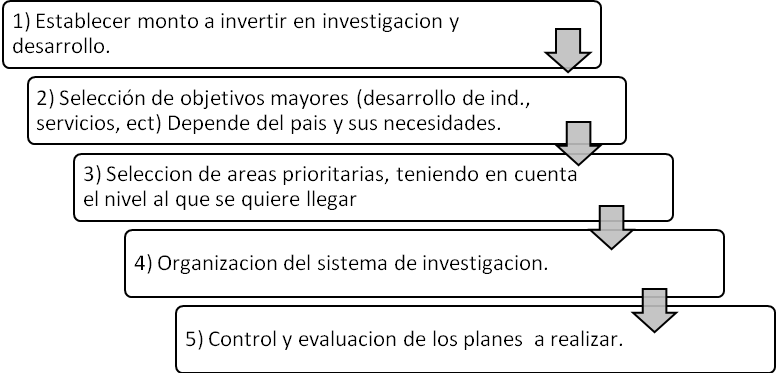 1) Establecer monto a invertir en investigacion y
desarrollo.
2) Selección de objetivos mayores (desarrollo de ind.,
servicios, ect) Depende del pais y sus necesidades.
3) Seleccion de areas prioritarias, teniendo en cuenta
el nivel al que se quiere llegar
4) Organizacion del sistema de investigacion.
5) Control y evaluacion de los planes  a realizar.